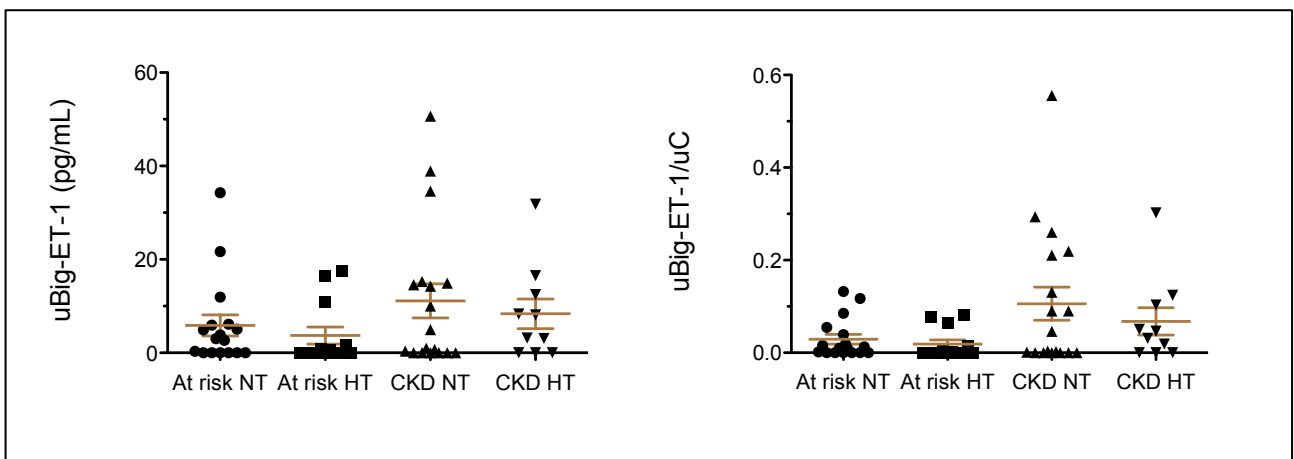 uBig-ET-1 (pg/mL)
60
40
20
0
At risk NT At risk HT CKD NT CKD HT
uBig-ET-1/uC
0.6
0.4
0.2
0.0
At risk NT At risk HT CKD NT CKD HT